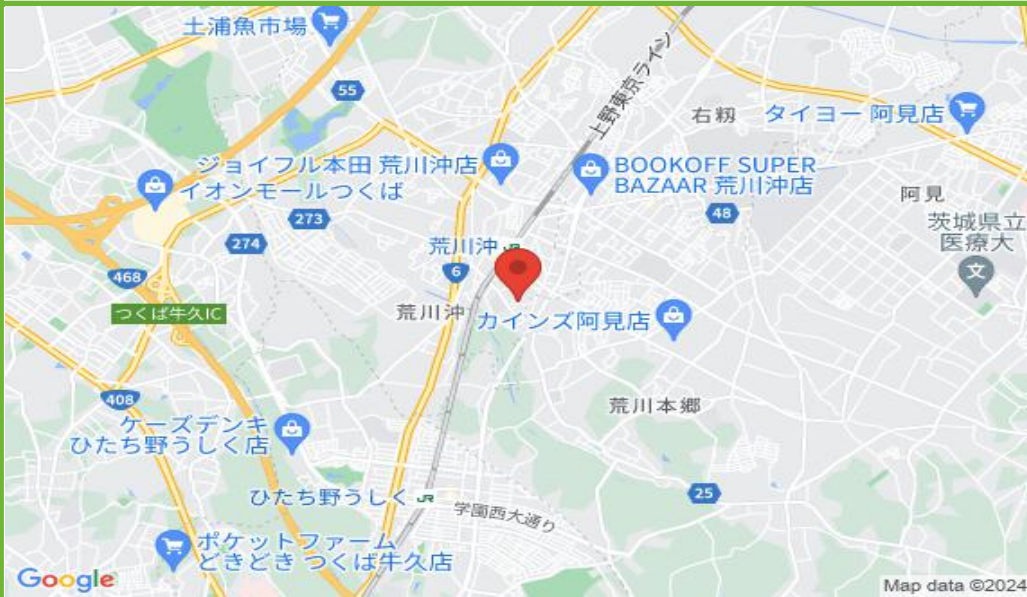 土浦魚市場
55
上野東京ライン
右籾
タイヨー 阿見店
ジョイフル本田 荒川沖店
イオンモールつくば
BOOKOFF SUPER
BAZAAR 荒川沖店
阿見
273
48
茨城県立
医療大
文
274
荒川沖 JR
6
468
つくば牛久IC
荒川沖
カインズ阿見店
408
荒川本郷
ケーズデンキ
ひたち野うしく店
ひたち野うしく JR
25
学園西大通り
ポケットファーム
どきどき つくば牛久店
Google
Map data ©2024